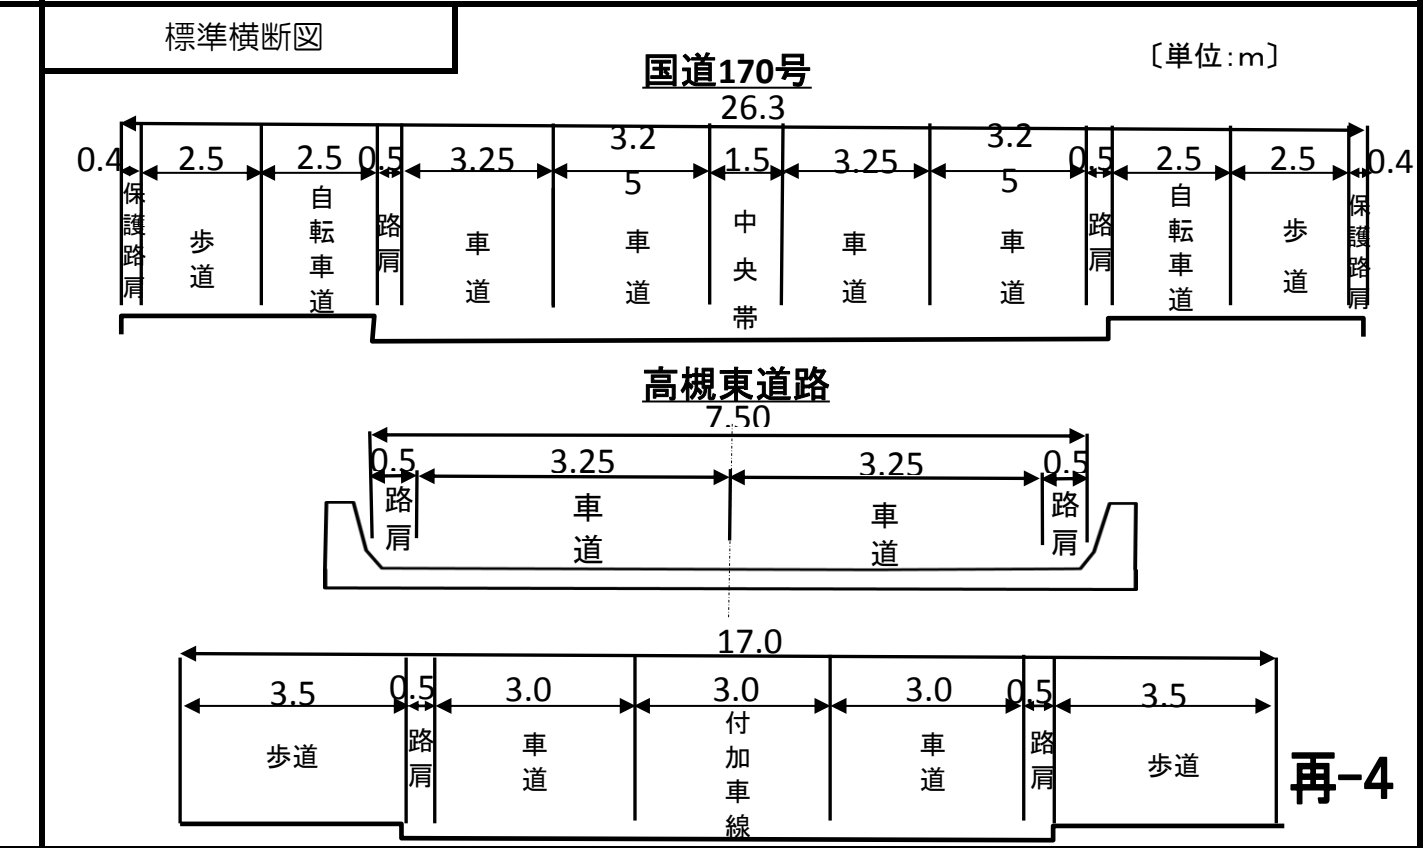 標準横断図
〔単位:m〕
国道170号
26.3
0.4 2.5 2.5 0.5 3.25 3.25 1.5 3.25 3.25 0.5 2.5 2.5 0.4
保護路肩 歩道 自転車道 路肩 車道 車道 中央帯 車道 車道 路肩 自転車道 歩道 保護路肩
高槻東道路
7.50
0.5 3.25 3.25 0.5
路肩 車道 車道 路肩
17.0
3.5 0.5 3.0 3.0 3.0 0.5 3.5
歩道 路肩 車道 付加車線 車道 路肩 歩道
再-4